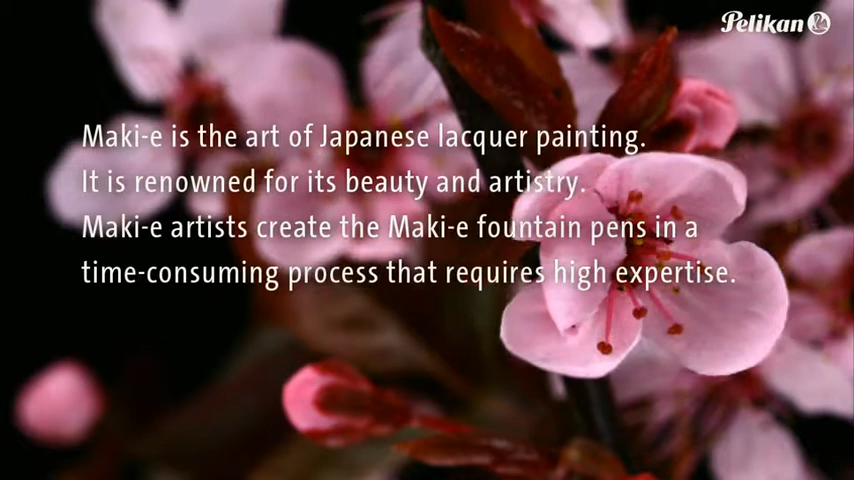 Pelikan
Maki-e is the art of Japanese lacquer painting.
It is renowned for its beauty and artistry.
Maki-e artists create the Maki-e fountain pens in a
time-consuming process that requires high expertise.